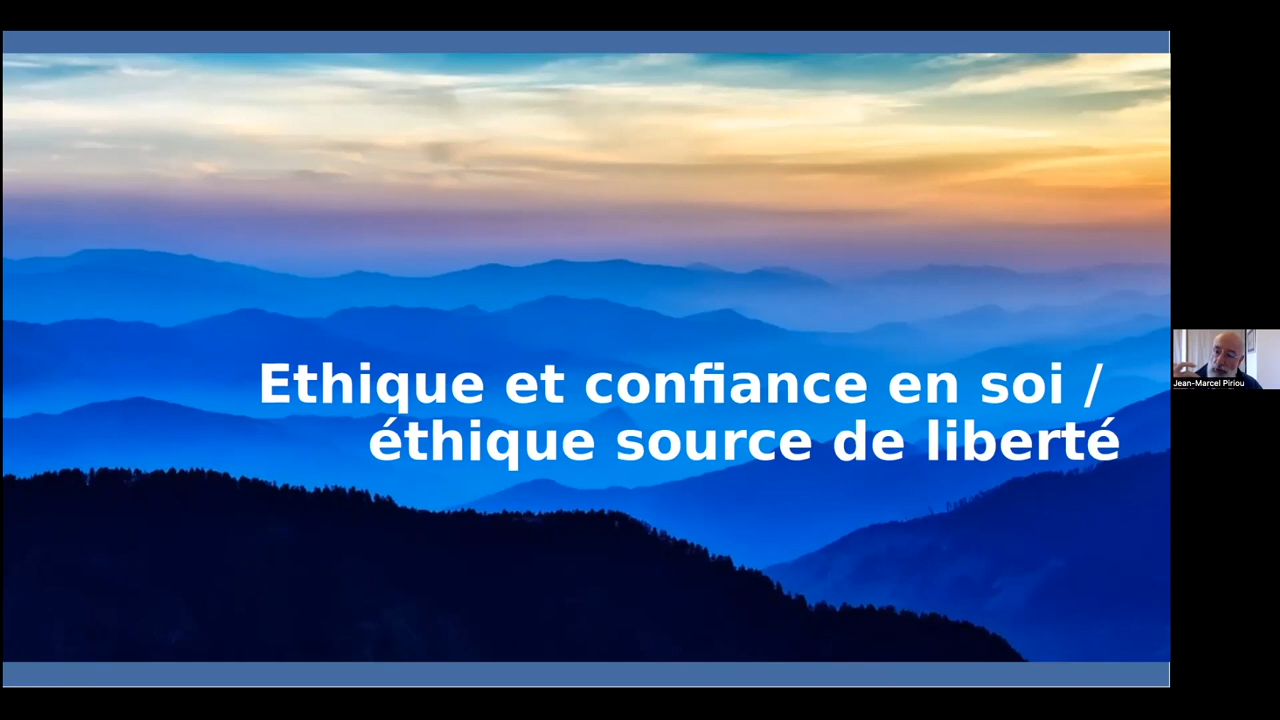 Ethique et confiance en soi /
éthique source de liberté
Jean-Marcel Piriou